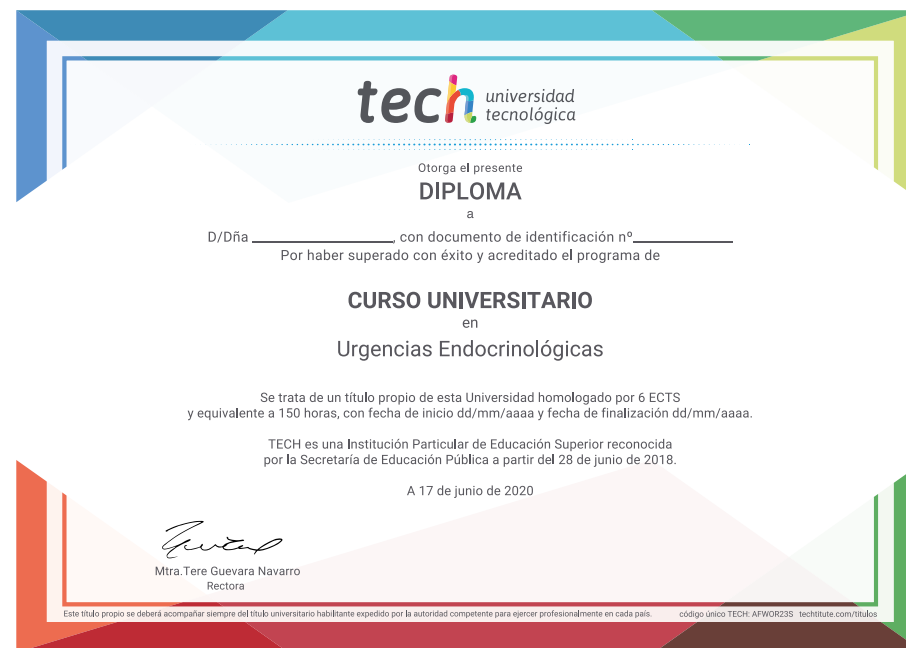 tech universidad
tecnológica
Otorga el presente
DIPLOMA
a
D/Dña ____________________, con documento de identificación nº______________
Por haber superado con éxito y acreditado el programa de
CURSO UNIVERSITARIO
en
Urgencias Endocrinológicas
Se trata de un título propio de esta Universidad homologado por 6 ECTS
y equivalente a 150 horas, con fecha de inicio dd/mm/aaaa y fecha de finalización dd/mm/aaaa.
TECH es una Institución Particular de Educación Superior reconocida
por la Secretaría de Educación Pública a partir del 28 de junio de 2018.
A 17 de junio de 2020
Mtra.Tere Guevara Navarro
Rectora
Este título propio se deberá acompañar siempre del título universitario habilitante expedido por la autoridad competente para ejercer profesionalmente en cada país. código único TECH: AFWOR23S techtitute.com/titulos